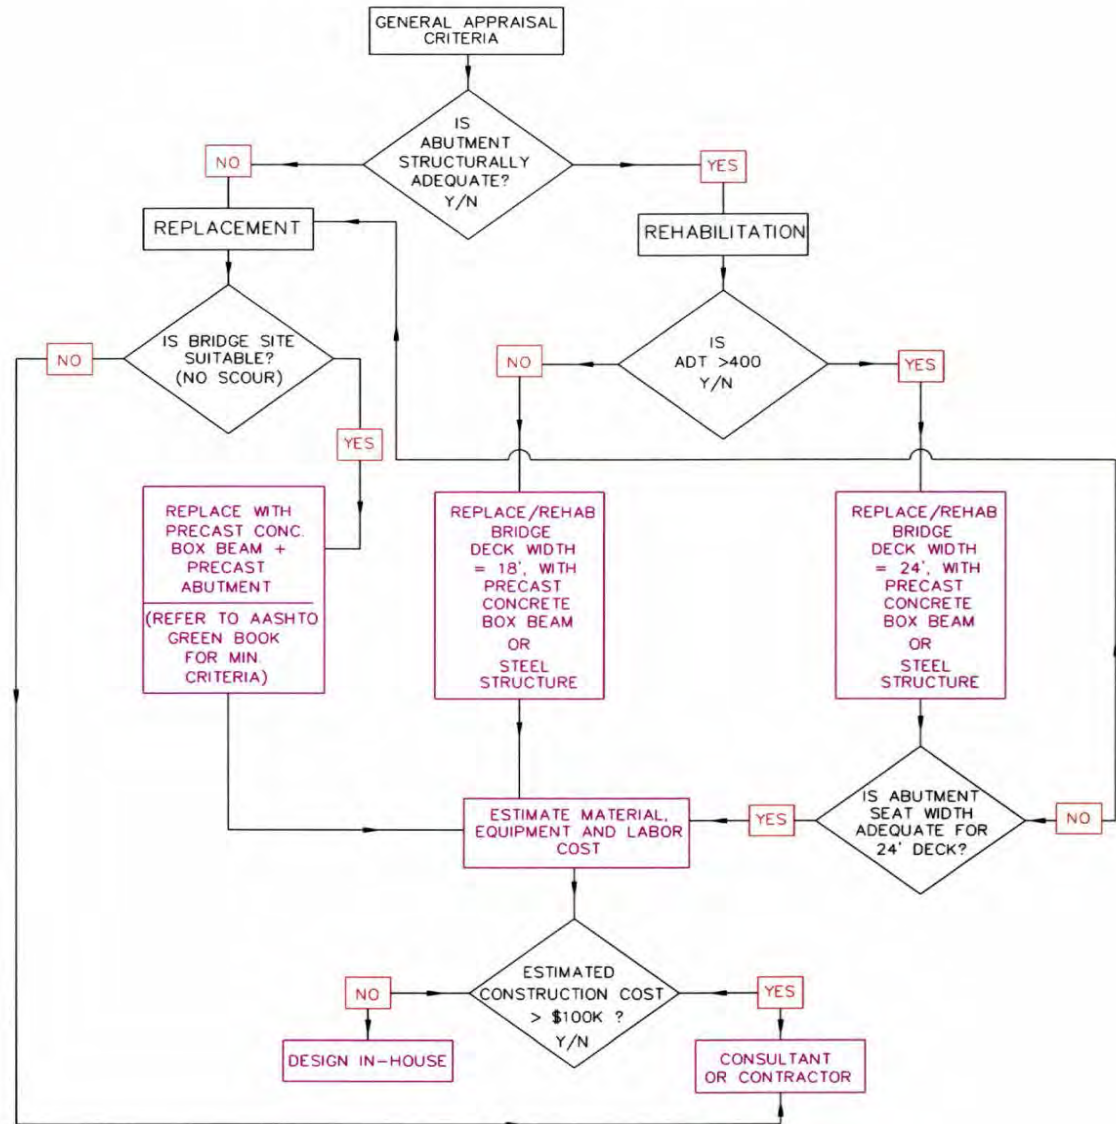 GENERAL APPRAISAL
CRITERIA
IS
ABUTMENT
STRUCTURALLY
ADEQUATE?
Y/N
NO
YES
REPLACEMENT
REHABILITATION
IS BRIDGE SITE
SUITABLE?
(NO SCOUR)
NO
YES
IS
ADT >400
Y/N
NO
YES
REPLACE WITH
PRECAST CONC.
BOX BEAM +
PRECAST
ABUTMENT
(REFER TO AASHTO
GREEN BOOK
FOR MIN.
CRITERIA)
REPLACE/REHAB
BRIDGE
DECK WIDTH
= 18', WITH
PRECAST
CONCRETE
BOX BEAM
OR
STEEL
STRUCTURE
REPLACE/REHAB
BRIDGE
DECK WIDTH
= 24', WITH
PRECAST
CONCRETE
BOX BEAM
OR
STEEL
STRUCTURE
ESTIMATE MATERIAL,
EQUIPMENT AND LABOR
COST
YES
IS ABUTMENT
SEAT WIDTH
ADEQUATE FOR
24' DECK?
NO
ESTIMATED
CONSTRUCTION COST
> $100K ?
Y/N
NO
YES
DESIGN IN-HOUSE
CONSULTANT
OR CONTRACTOR